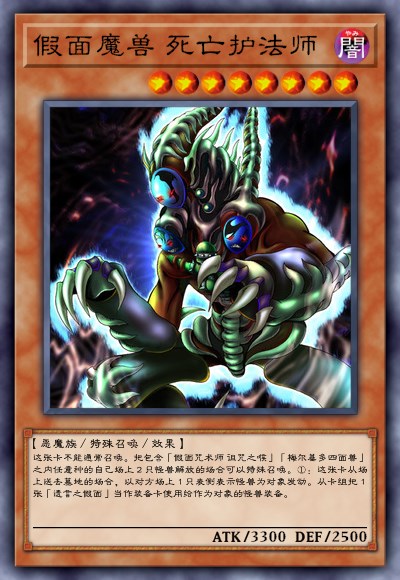 假面魔兽 死亡护法师
やみ
闇
【恶魔族／特殊召唤／效果】
这张卡不能通常召唤。把包含「假面咒术师 诅咒之喉」「梅尔基多四面兽」
之内任意种的自己场上2只怪兽解放的场合可以特殊召唤。①：这张卡从场
上送去墓地的场合，以对方场上1只表侧表示怪兽为对象发动。从卡组把1
张「遗言之假面」当作装备卡使用给作为对象的怪兽装备。
ATK/3300 DEF/2500